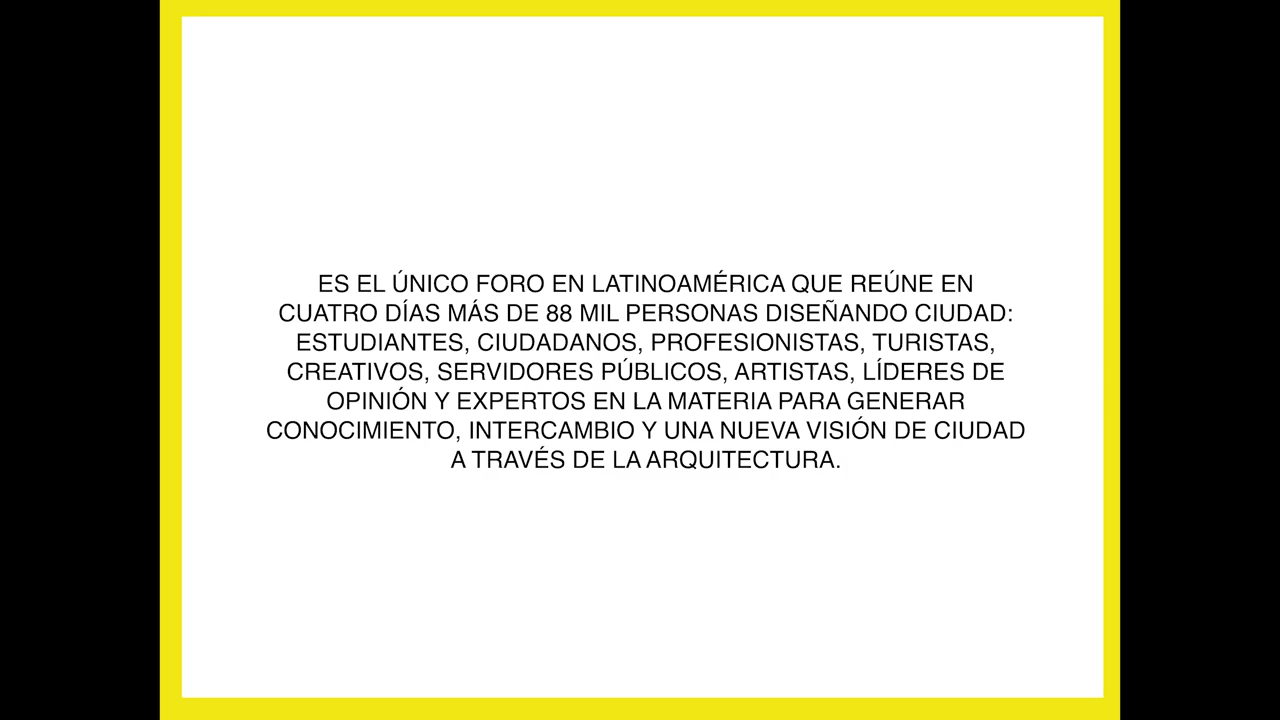 ES EL ÚNICO FORO EN LATINOAMÉRICA QUE REÚNE EN
CUATRO DÍAS MÁS DE 88 MIL PERSONAS DISEÑANDO CIUDAD:
ESTUDIANTES, CIUDADANOS, PROFESIONISTAS, TURISTAS,
CREATIVOS, SERVIDORES PÚBLICOS, ARTISTAS, LÍDERES DE
OPINIÓN Y EXPERTOS EN LA MATERIA PARA GENERAR
CONOCIMIENTO, INTERCAMBIO Y UNA NUEVA VISIÓN DE CIUDAD
A TRAVÉS DE LA ARQUITECTURA.